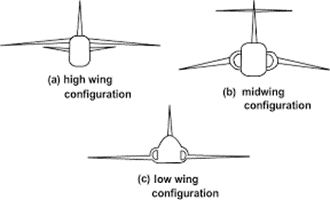 (a) high wing
configuration
(b) midwing
configuration
(c) low wing
configuration